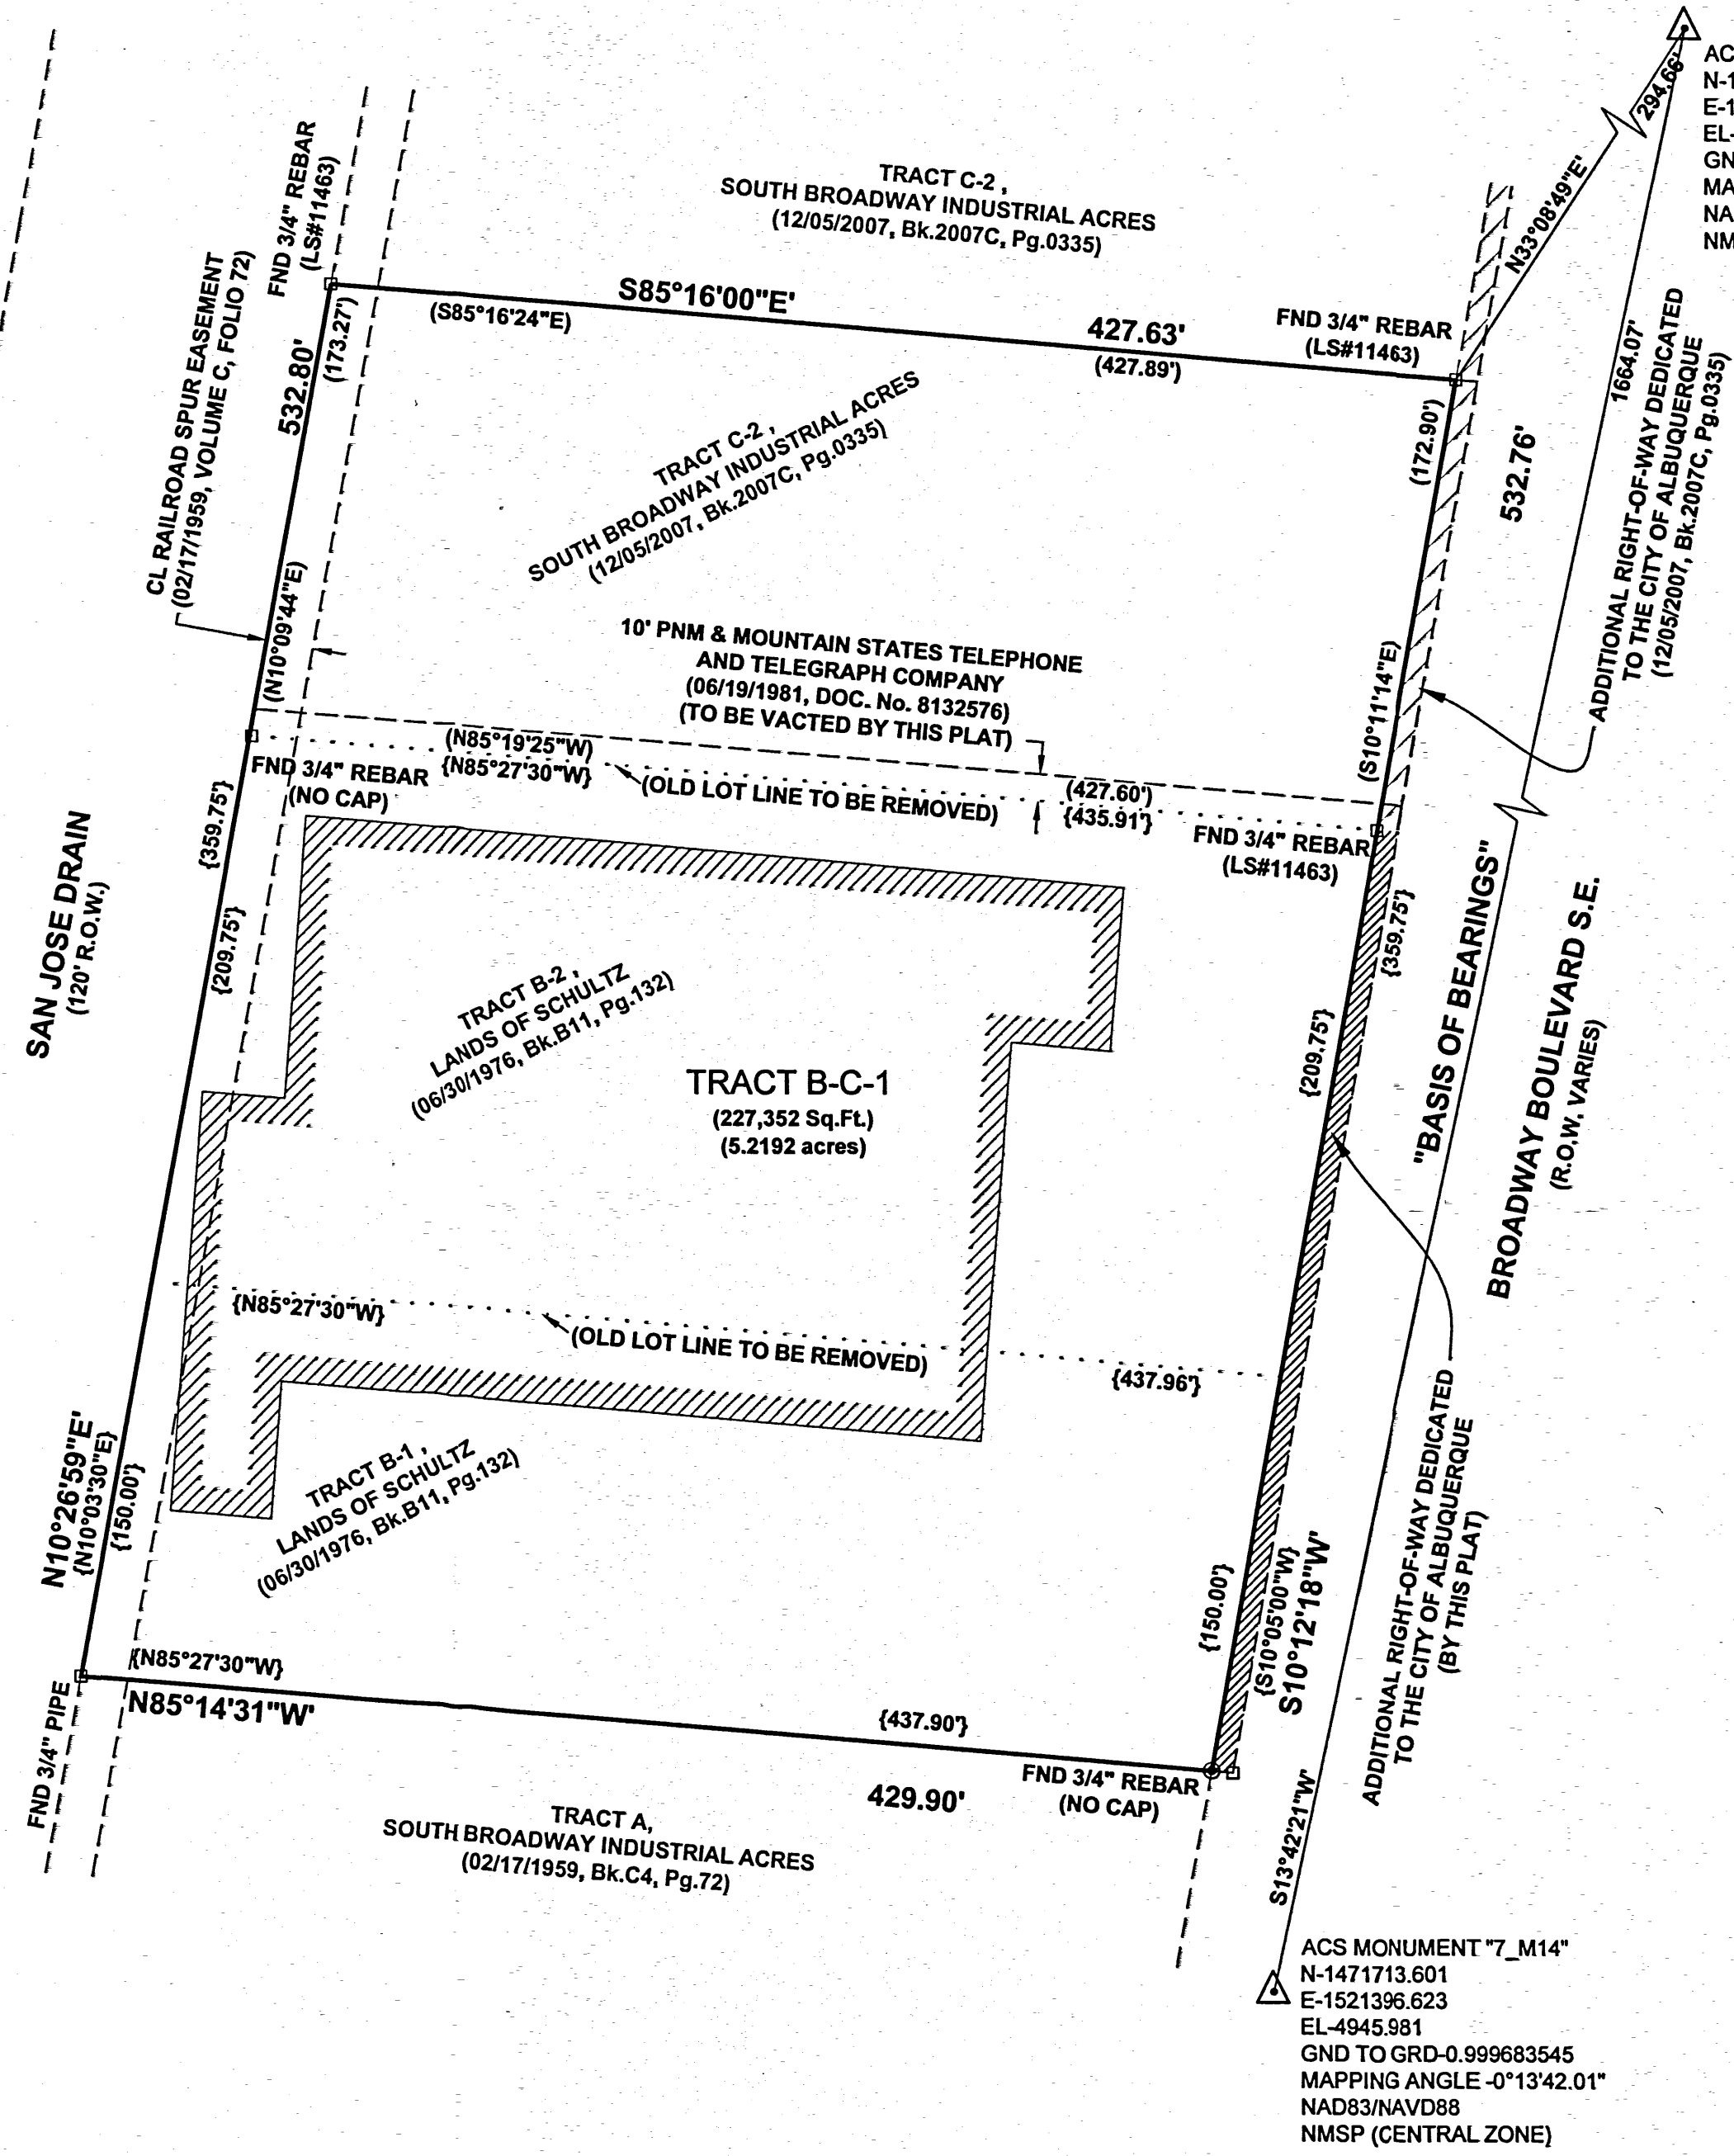 AC
N-1
E-1
EL-
GN
MA
NA
NM
294.66'
N33°08'49"E'
1664.07'
ADDITIONAL RIGHT-OF-WAY DEDICATED
TO THE CITY OF ALBUQUERQUE
(12/05/2007, Bk.2007C, Pg.0335)
FND 3/4" REBAR
(LS#11463)
TRACT C-2 ,
SOUTH BROADWAY INDUSTRIAL ACRES
(12/05/2007, Bk.2007C, Pg.0335)
CL RAILROAD SPUR EASEMENT
(02/17/1959, VOLUME C, FOLIO 72)
S85°16'00"E'
(S85°16'24"E)
427.63'
(427.89')
FND 3/4" REBAR
(LS#11463)
532.80'
(173.27')
(172.90')
532.76'
TRACT C-2 ,
SOUTH BROADWAY INDUSTRIAL ACRES
(12/05/2007, Bk.2007C, Pg.0335)
(N10°09'44"E)
10' PNM & MOUNTAIN STATES TELEPHONE
AND TELEGRAPH COMPANY
(06/19/1981, DOC. No. 8132576)
(TO BE VACTED BY THIS PLAT)
(S10°11'14"E)
(N85°19'25"W)
{N85°27'30"W}
FND 3/4" REBAR
(NO CAP)
(OLD LOT LINE TO BE REMOVED)
(427.60')
{435.91'}
FND 3/4" REBAR
(LS#11463)
{359.75'}
{209.75'}
{359.75'}
{209.75'}
SAN JOSE DRAIN
(120' R.O.W.)
"BASIS OF BEARINGS"
BROADWAY BOULEVARD S.E.
(R.O.W. VARIES)
TRACT B-2 ,
LANDS OF SCHULTZ
(06/30/1976, Bk.B11, Pg.132)
TRACT B-C-1
(227,352 Sq.Ft.)
(5.2192 acres)
{N85°27'30"W}
(OLD LOT LINE TO BE REMOVED)
{437.96'}
N10°26'59"E'
{N10°03'30"E}
{150.00'}
TRACT B-1 ,
LANDS OF SCHULTZ
(06/30/1976, Bk.B11, Pg.132)
{150.00'}
{S10°05'00"W}
S10°12'18"W'
ADDITIONAL RIGHT-OF-WAY DEDICATED
TO THE CITY OF ALBUQUERQUE
(BY THIS PLAT)
{N85°27'30"W}
N85°14'31"W'
{437.90'}
429.90'
FND 3/4" REBAR
(NO CAP)
FND 3/4" PIPE
TRACT A,
SOUTH BROADWAY INDUSTRIAL ACRES
(02/17/1959, Bk.C4, Pg.72)
S13°42'21"W'
ACS MONUMENT "7_M14"
N-1471713.601
E-1521396.623
EL-4945.981
GND TO GRD-0.999683545
MAPPING ANGLE -0°13'42.01"
NAD83/NAVD88
NMSP (CENTRAL ZONE)